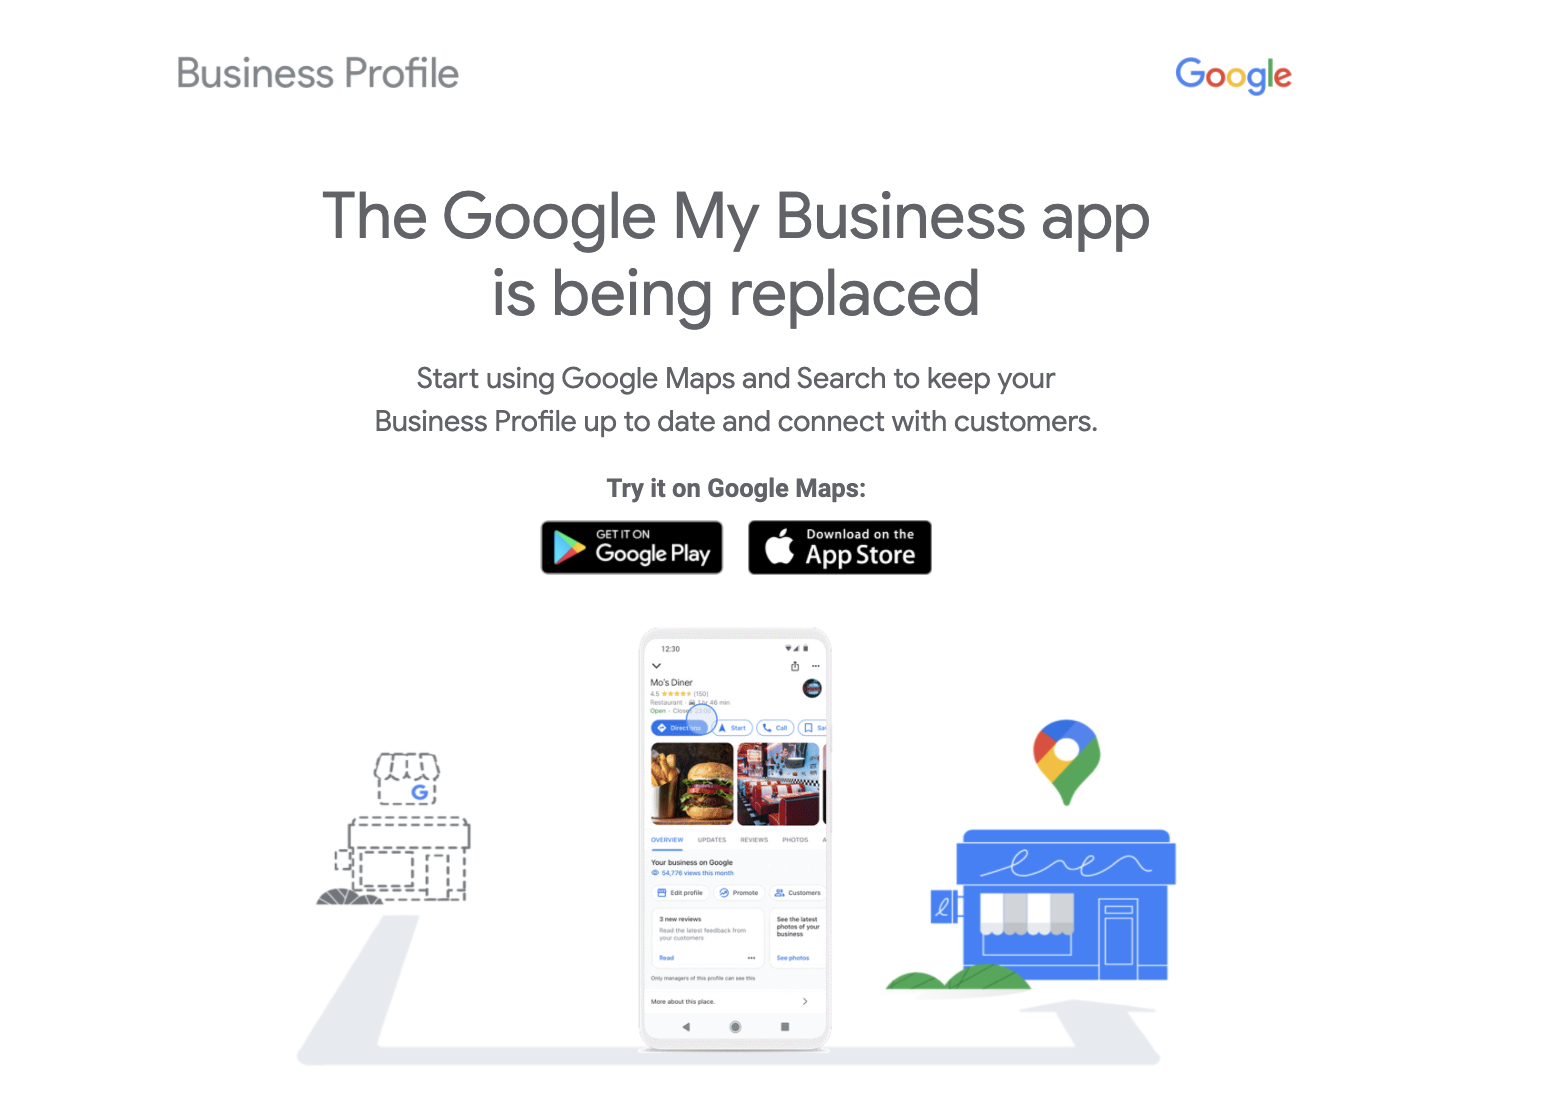 Business Profile
Google
The Google My Business app
is being replaced
Start using Google Maps and Search to keep your
Business Profile up to date and connect with customers.
Try it on Google Maps:
GET IT ON
Google Play
Download on the
App Store
12:30
Mo's Diner
4.5 (150)
Restaurant · 1 hr 46 min
Open ·
Directions
Start
Call
OVERVIEW UPDATES REVIEWS PHOTOS A
Your business on Google
54,776 views this month
Edit profile
Promote
Customers
3 new reviews
Read the latest feedback from
your customers
Read
See the latest
photos of your
business
See photos
Only managers of this profile can see this
More about this place.
G